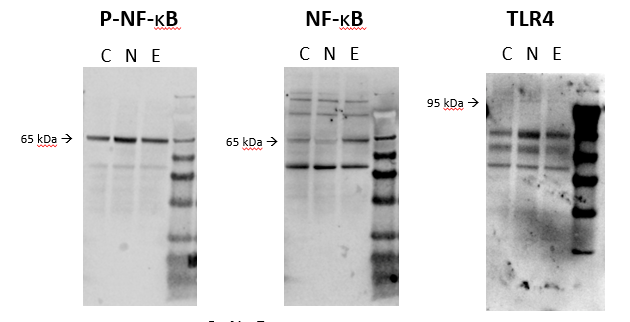 P-NF-κB NF-κB TLR4
C N E C N E C N E
95 kDa →
65 kDa → 65 kDa →